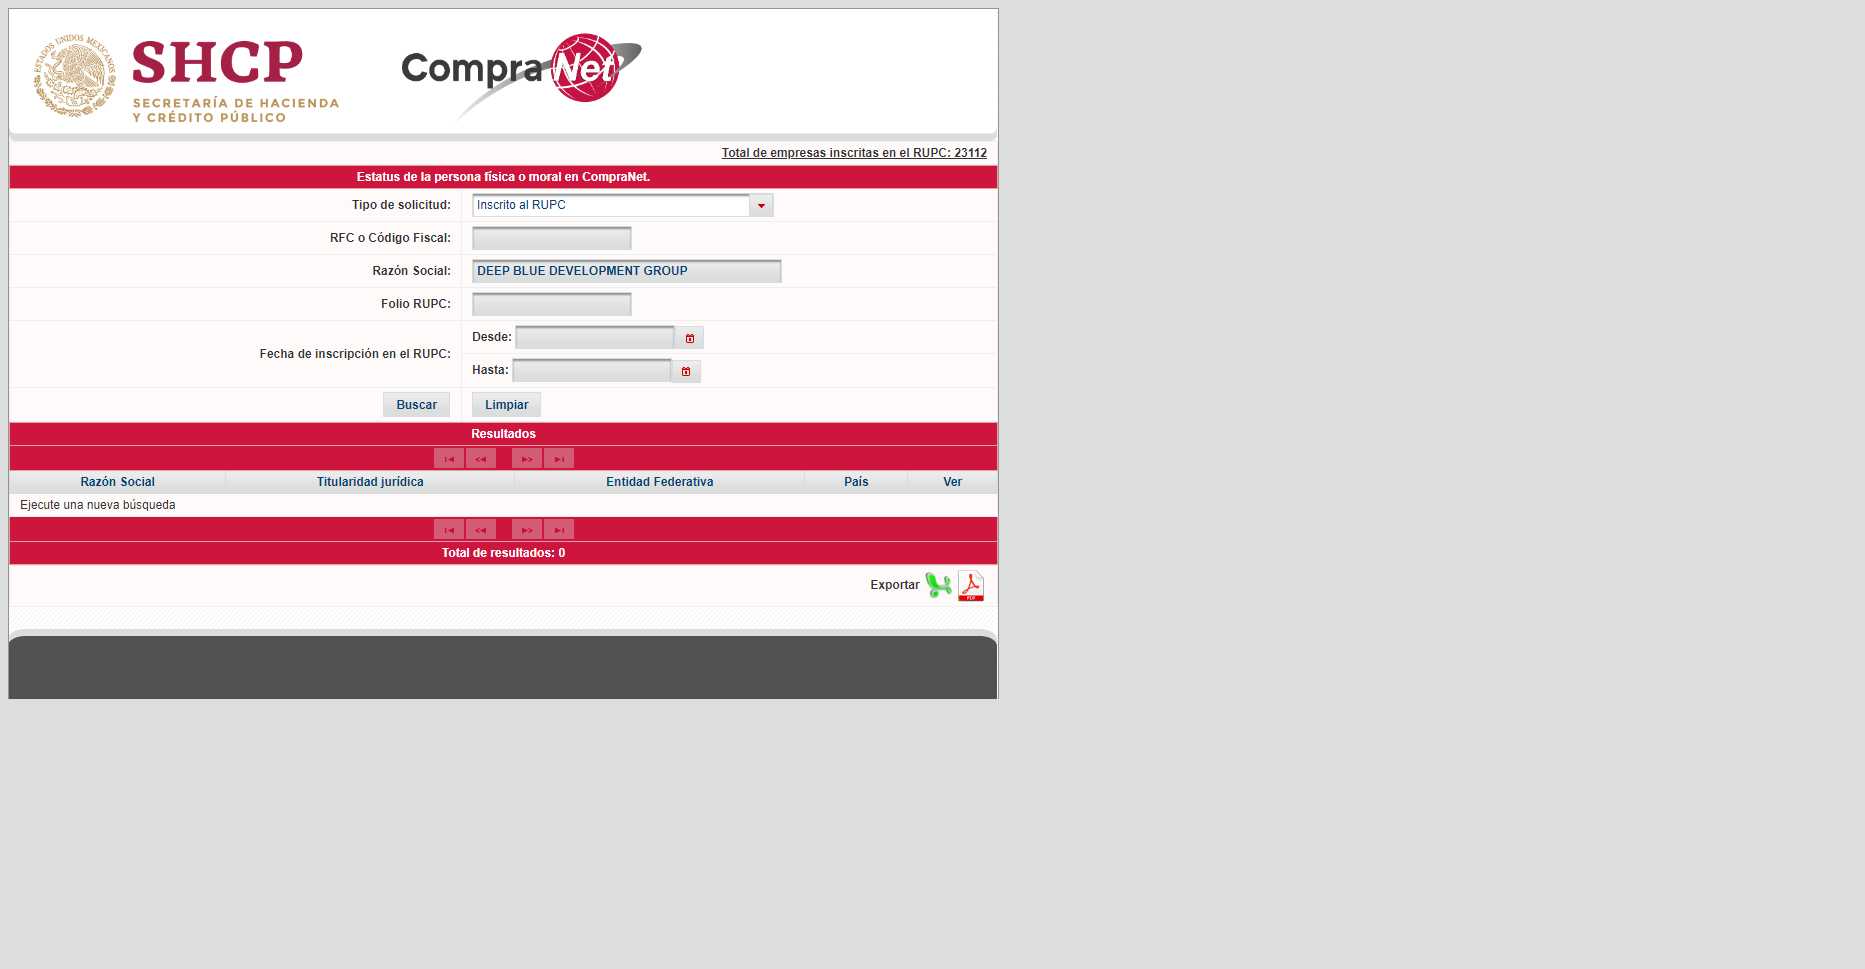 ESTADOS UNIDOS MEXICANOS
SHCP
SECRETARÍA DE HACIENDA
Y CRÉDITO PÚBLICO
CompraNet
Total de empresas inscritas en el RUPC: 23112
Estatus de la persona física o moral en CompraNet.
Tipo de solicitud: Inscrito al RUPC
RFC o Código Fiscal:
Razón Social: DEEP BLUE DEVELOPMENT GROUP
Folio RUPC:
Fecha de inscripción en el RUPC:
Desde:
Hasta:
Buscar Limpiar
Resultados
Razón Social Titularidad jurídica Entidad Federativa País Ver
Ejecute una nueva búsqueda
Total de resultados: 0
Exportar
PDF